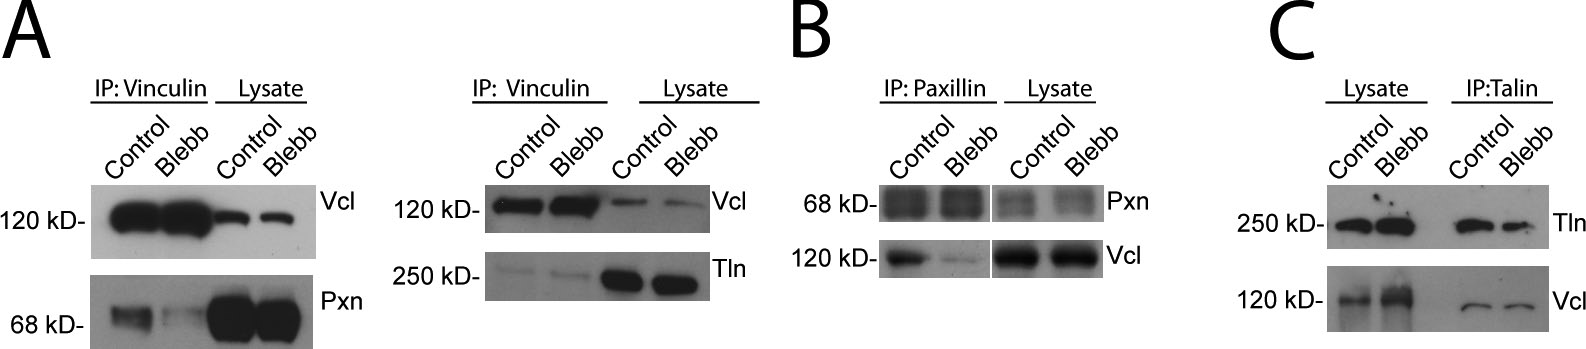 A
IP: Vinculin Lysate
Control Blebb Control Blebb
120 kD- Vcl
68 kD- Pxn
IP: Vinculin Lysate
Control Blebb Control Blebb
120 kD- Vcl
250 kD- Tln
B
IP: Paxillin Lysate
Control Blebb Control Blebb
68 kD- Pxn
120 kD- Vcl
C
Lysate IP:Talin
Control Blebb Control Blebb
250 kD- Tln
120 kD- Vcl